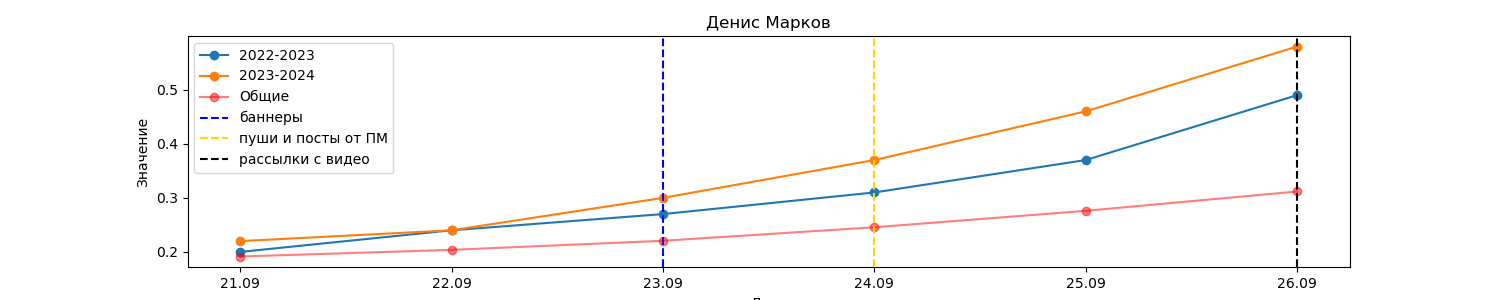 Денис Марков
2022-2023
2023-2024
Общие
баннеры
пуши и посты от ПМ
рассылки с видео
Значение
0.5
0.4
0.3
0.2
21.09 22.09 23.09 24.09 25.09 26.09